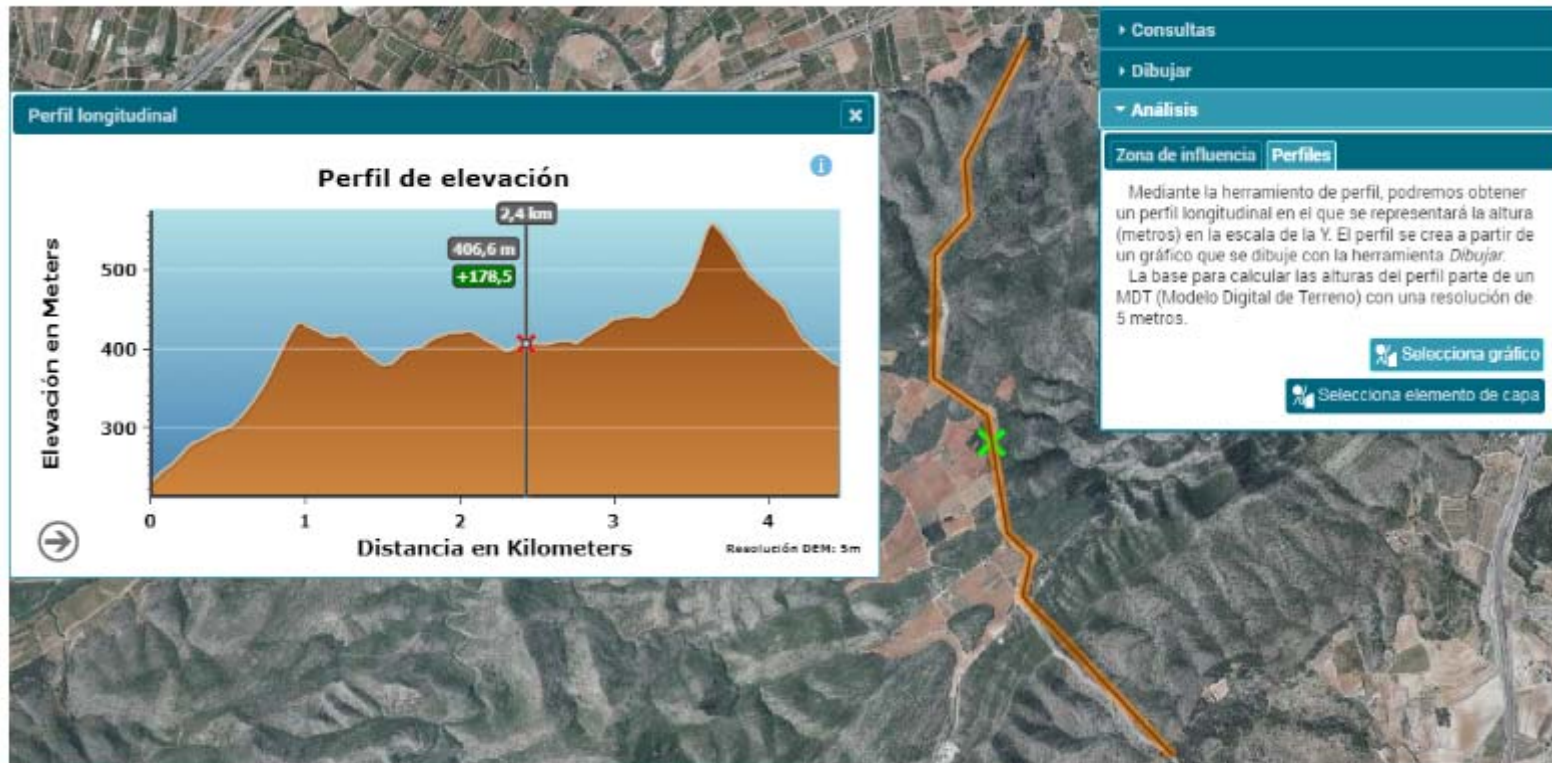 Perfil longitudinal
Perfil de elevación
2,4 km
406,6 m
+178,5
Elevación en Meters
500
400
300
0 1 2 3 4
Distancia en Kilometers
Resolución DEM: 5m
Consultas
Dibujar
Análisis
Zona de influencia Perfiles
Mediante la herramiento de perfil, podremos obtener
un perfil longitudinal en el que se representará la altura
(metros) en la escala de la Y. El perfil se crea a partir de
un gráfico que se dibuje con la herramienta Dibujar.
La base para calcular las alturas del perfil parte de un
MDT (Modelo Digital de Terreno) con una resolución de
5 metros.
Selecciona gráfico
Selecciona elemento de capa